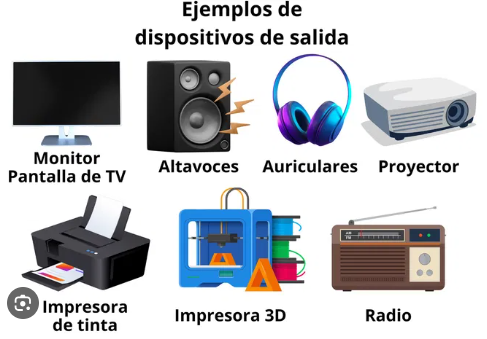 Ejemplos de
dispositivos de salida
Monitor
Pantalla de TV
Altavoces
Auriculares
Proyector
Impresora
de tinta
Impresora 3D
Radio